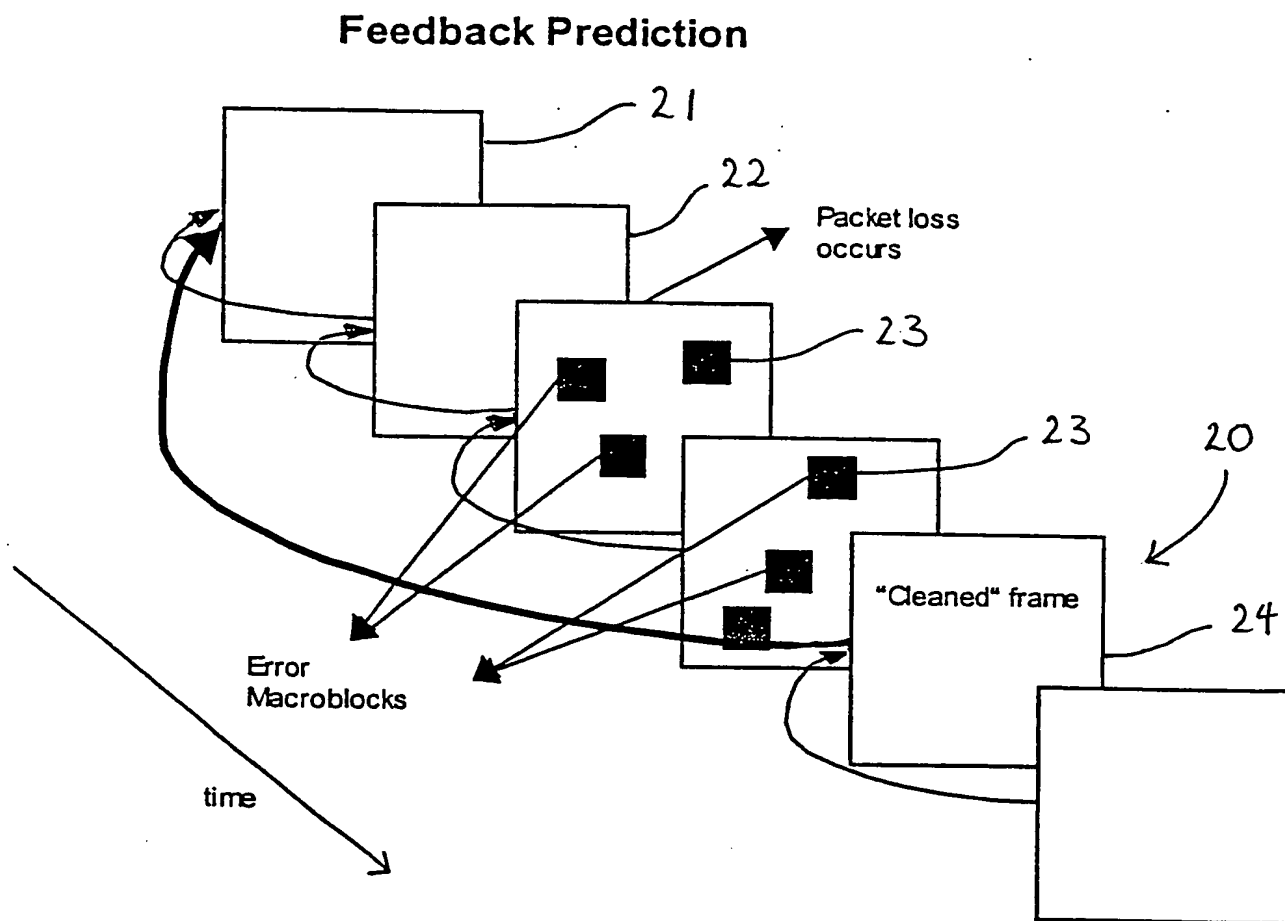 Feedback Prediction
21
22
Packet loss
occurs
23
23
20
"Cleaned" frame
24
Error
Macroblocks
time